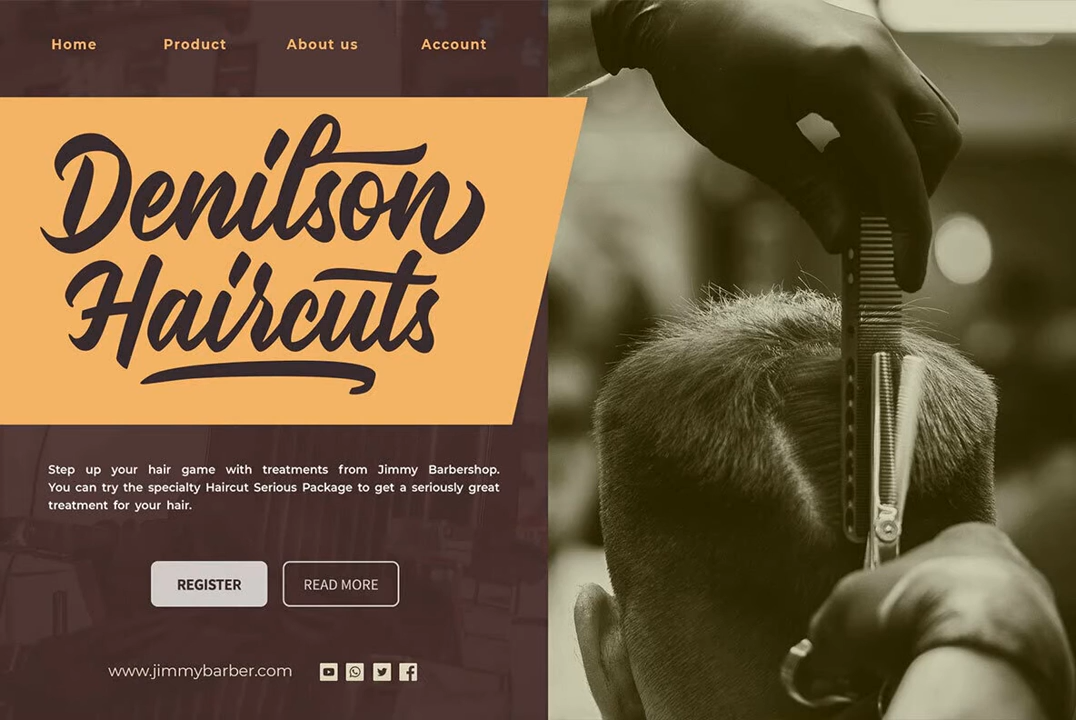 Home Product About us Account
Denilson
Haircuts
Step up your hair game with treatments from Jimmy Barbershop.
You can try the specialty Haircut Serious Package to get a seriously great
treatment for your hair.
REGISTER READ MORE
www.jimmybarber.com